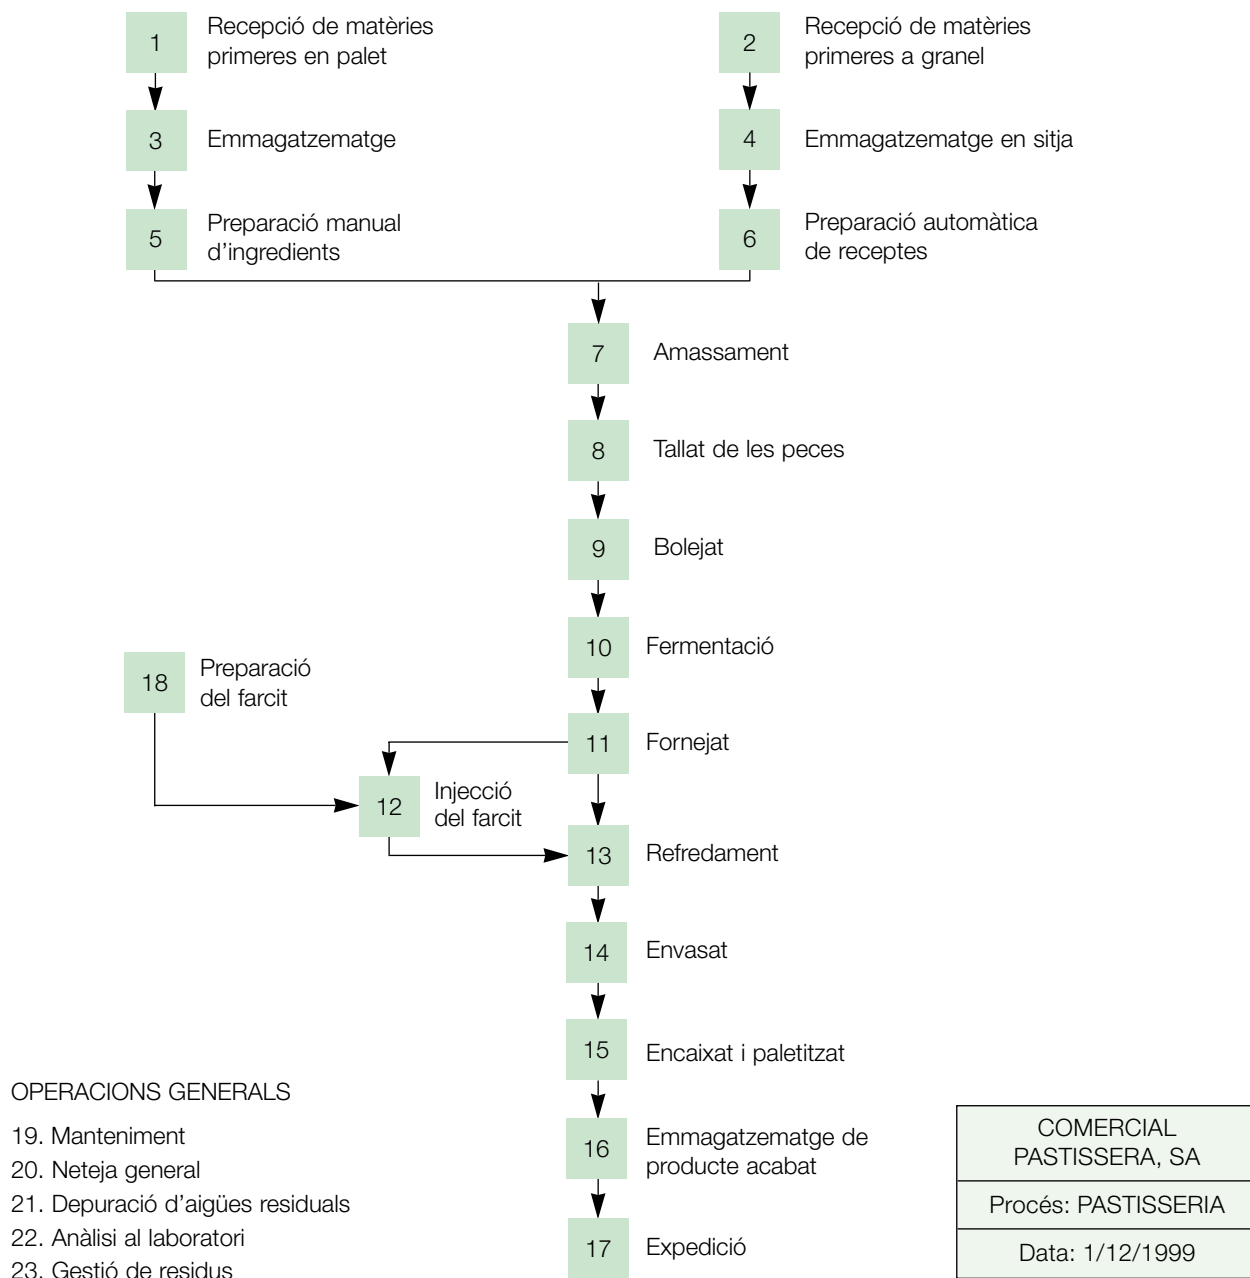 1
Recepció de matèries
primeres en palet
2
Recepció de matèries
primeres a granel
3
Emmagatzematge
4
Emmagatzematge en sitja
5
Preparació manual
d’ingredients
6
Preparació automàtica
de receptes
7
Amassament
8
Tallat de les peces
9
Bolejat
10
Fermentació
18
Preparació
del farcit
11
Fornejat
12
Injecció
del farcit
13
Refredament
14
Envasat
15
Encaixat i paletitzat
16
Emmagatzematge de
producte acabat
17
Expedició
OPERACIONS GENERALS
19. Manteniment
20. Neteja general
21. Depuració d’aigües residuals
22. Anàlisi al laboratori
23. Gestió de residus
COMERCIAL
PASTISSERA, SA
Procés: PASTISSERIA
Data: 1/12/1999